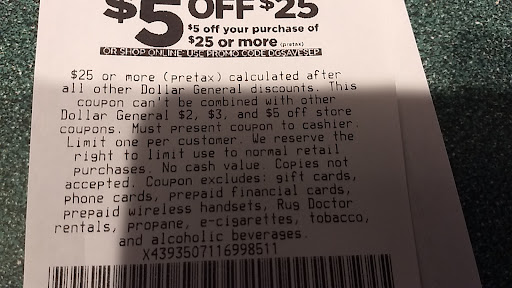 $5 OFF $25
$5 off your purchase of
$25 or more (pretax)
OR SHOP ONLINE: USE PROMO CODE DGSAVESEP
$25 or more (pretax) calculated after
all other Dollar General discounts. This
coupon can't be combined with other
Dollar General $2, $3, and $5 off store
coupons. Must present coupon to cashier.
Limit one per customer. We reserve the
right to limit use to normal retail
purchases. No cash value. Copies not
accepted. Coupon excludes: gift cards,
phone cards, prepaid financial cards,
prepaid wireless handsets, Rug Doctor
rentals, propane, e-cigarettes, tobacco,
and alcoholic beverages.
X4393507116998511